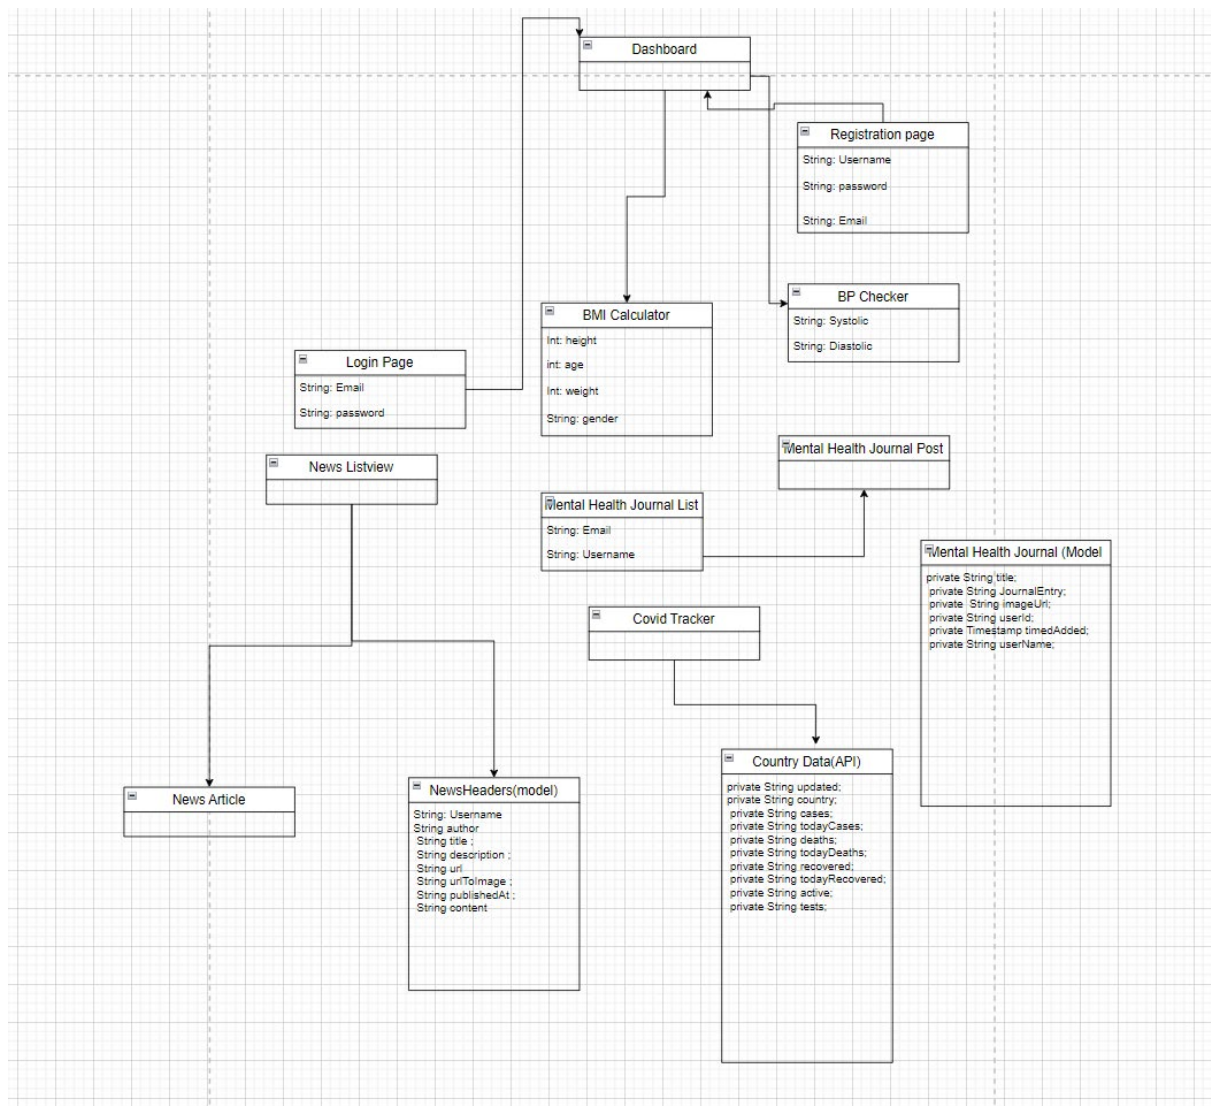 Dashboard
Registration page
String: Username
String: password
String: Email
BP Checker
String: Systolic
String: Diastolic
BMI Calculator
Int: height
int: age
Int: weight
String: gender
Login Page
String: Email
String: password
News Listview
Mental Health Journal Post
Mental Health Journal List
String: Email
String: Username
Mental Health Journal (Model
private String title;
private String JournalEntry;
private String imageUrl;
private String userId;
private Timestamp timedAdded;
private String userName;
Covid Tracker
Country Data(API)
private String updated;
private String country;
private String cases;
private String todayCases;
private String deaths;
private String todayDeaths;
private String recovered;
private String todayRecovered;
private String active;
private String tests;
News Article
NewsHeaders(model)
String: Username
String author
String title ;
String description ;
String url
String urlToImage ;
String publishedAt ;
String content